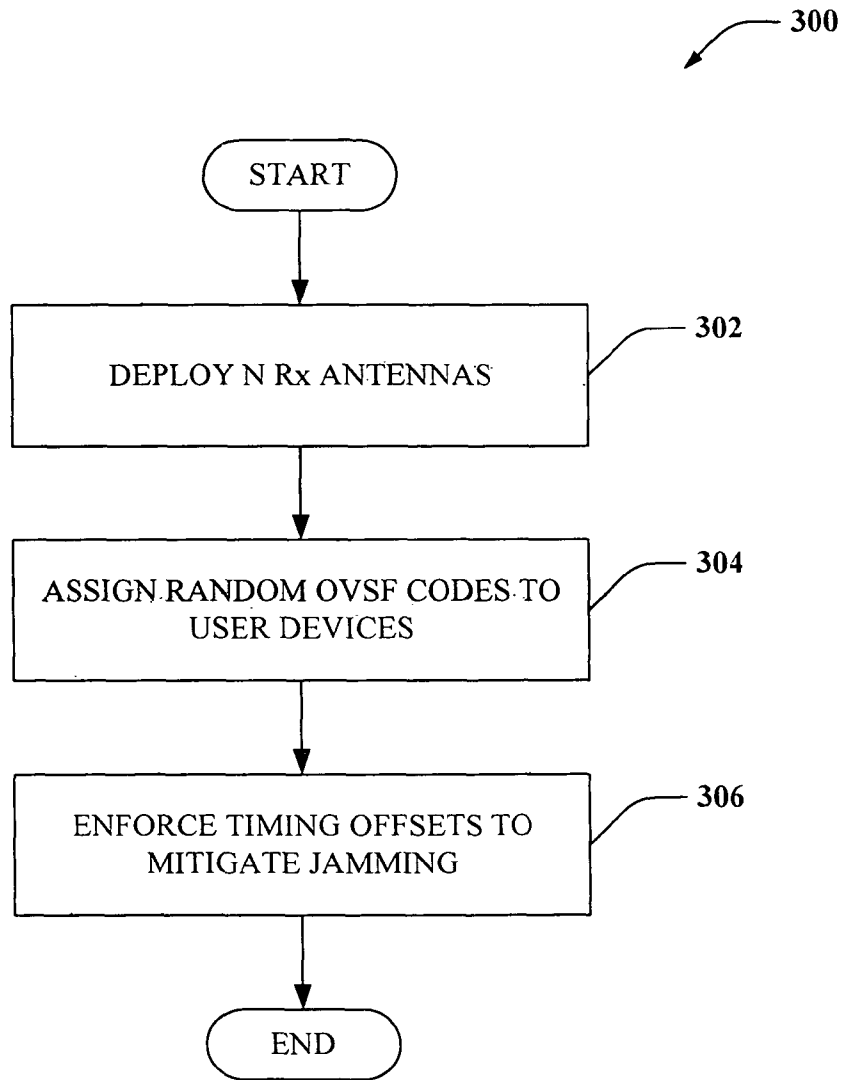 300
START
302
DEPLOY N Rx ANTENNAS
304
ASSIGN RANDOM OVSF CODES TO
USER DEVICES
306
ENFORCE TIMING OFFSETS TO
MITIGATE JAMMING
END